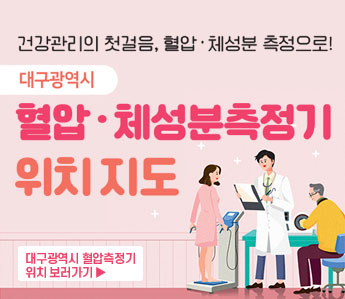 건강관리의 첫걸음, 혈압·체성분 측정으로!
대구광역시
혈압·체성분측정기
위치 지도
대구광역시 혈압측정기
위치 보러가기 ▶